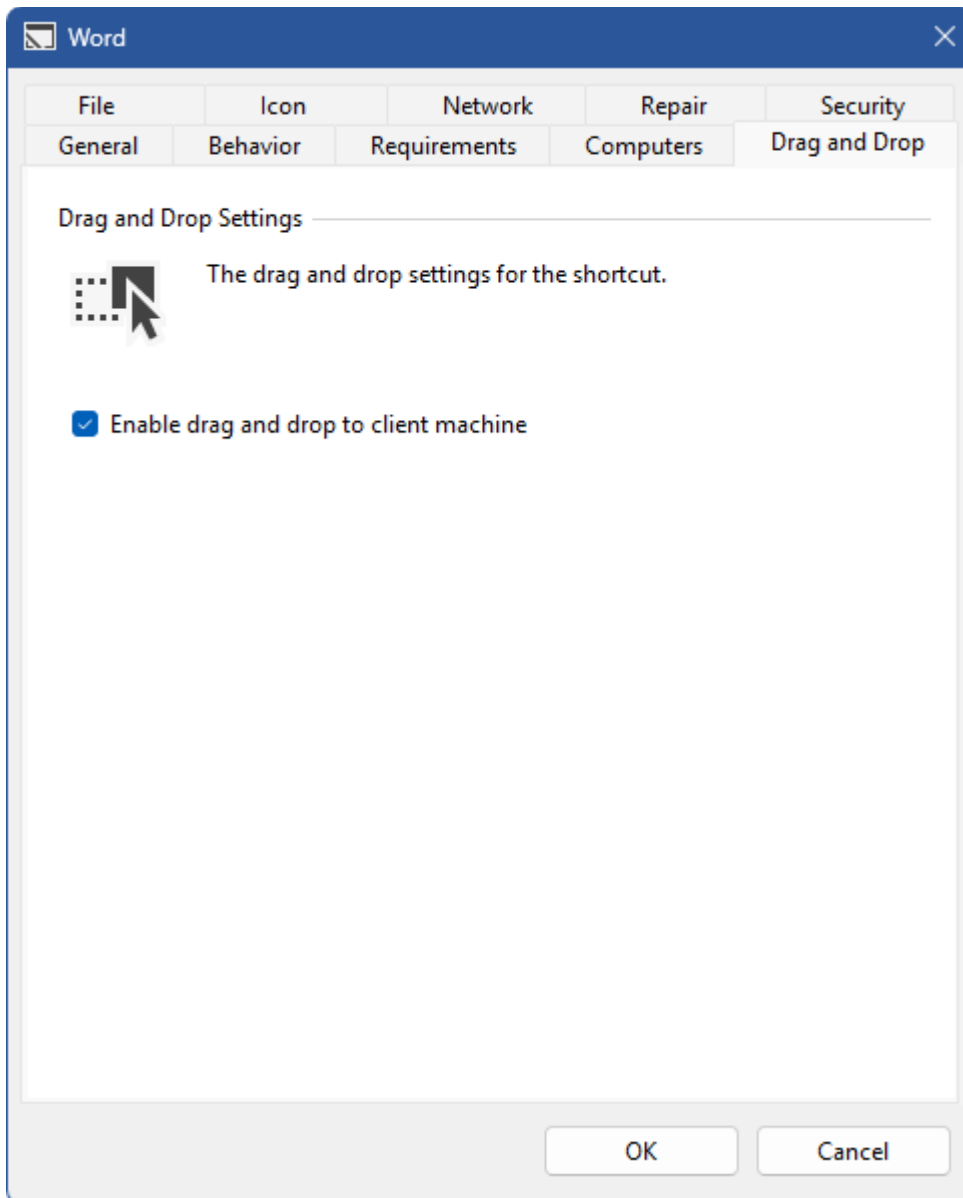 Word
File Icon Network Repair Security
General Behavior Requirements Computers Drag and Drop
Drag and Drop Settings
The drag and drop settings for the shortcut.
Enable drag and drop to client machine
OK Cancel